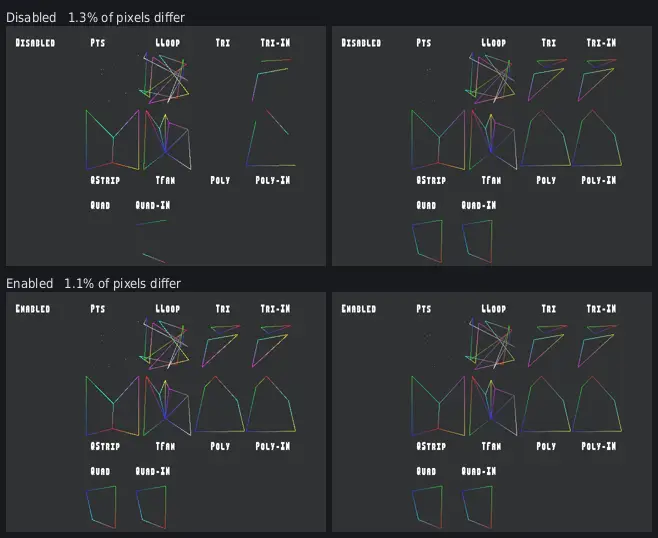 Disabled 1.3% of pixels differ
DISABLED PTS LLOOP TRI TRI-IN DISABLED PTS LLOOP TRI TRI-IN
QSTRIP TFAN POLY POLY-IN QSTRIP TFAN POLY POLY-IN
QUAD QUAD-IN QUAD QUAD-IN
Enabled 1.1% of pixels differ
ENABLED PTS LLOOP TRI TRI-IN ENABLED PTS LLOOP TRI TRI-IN
QSTRIP TFAN POLY POLY-IN QSTRIP TFAN POLY POLY-IN
QUAD QUAD-IN QUAD QUAD-IN